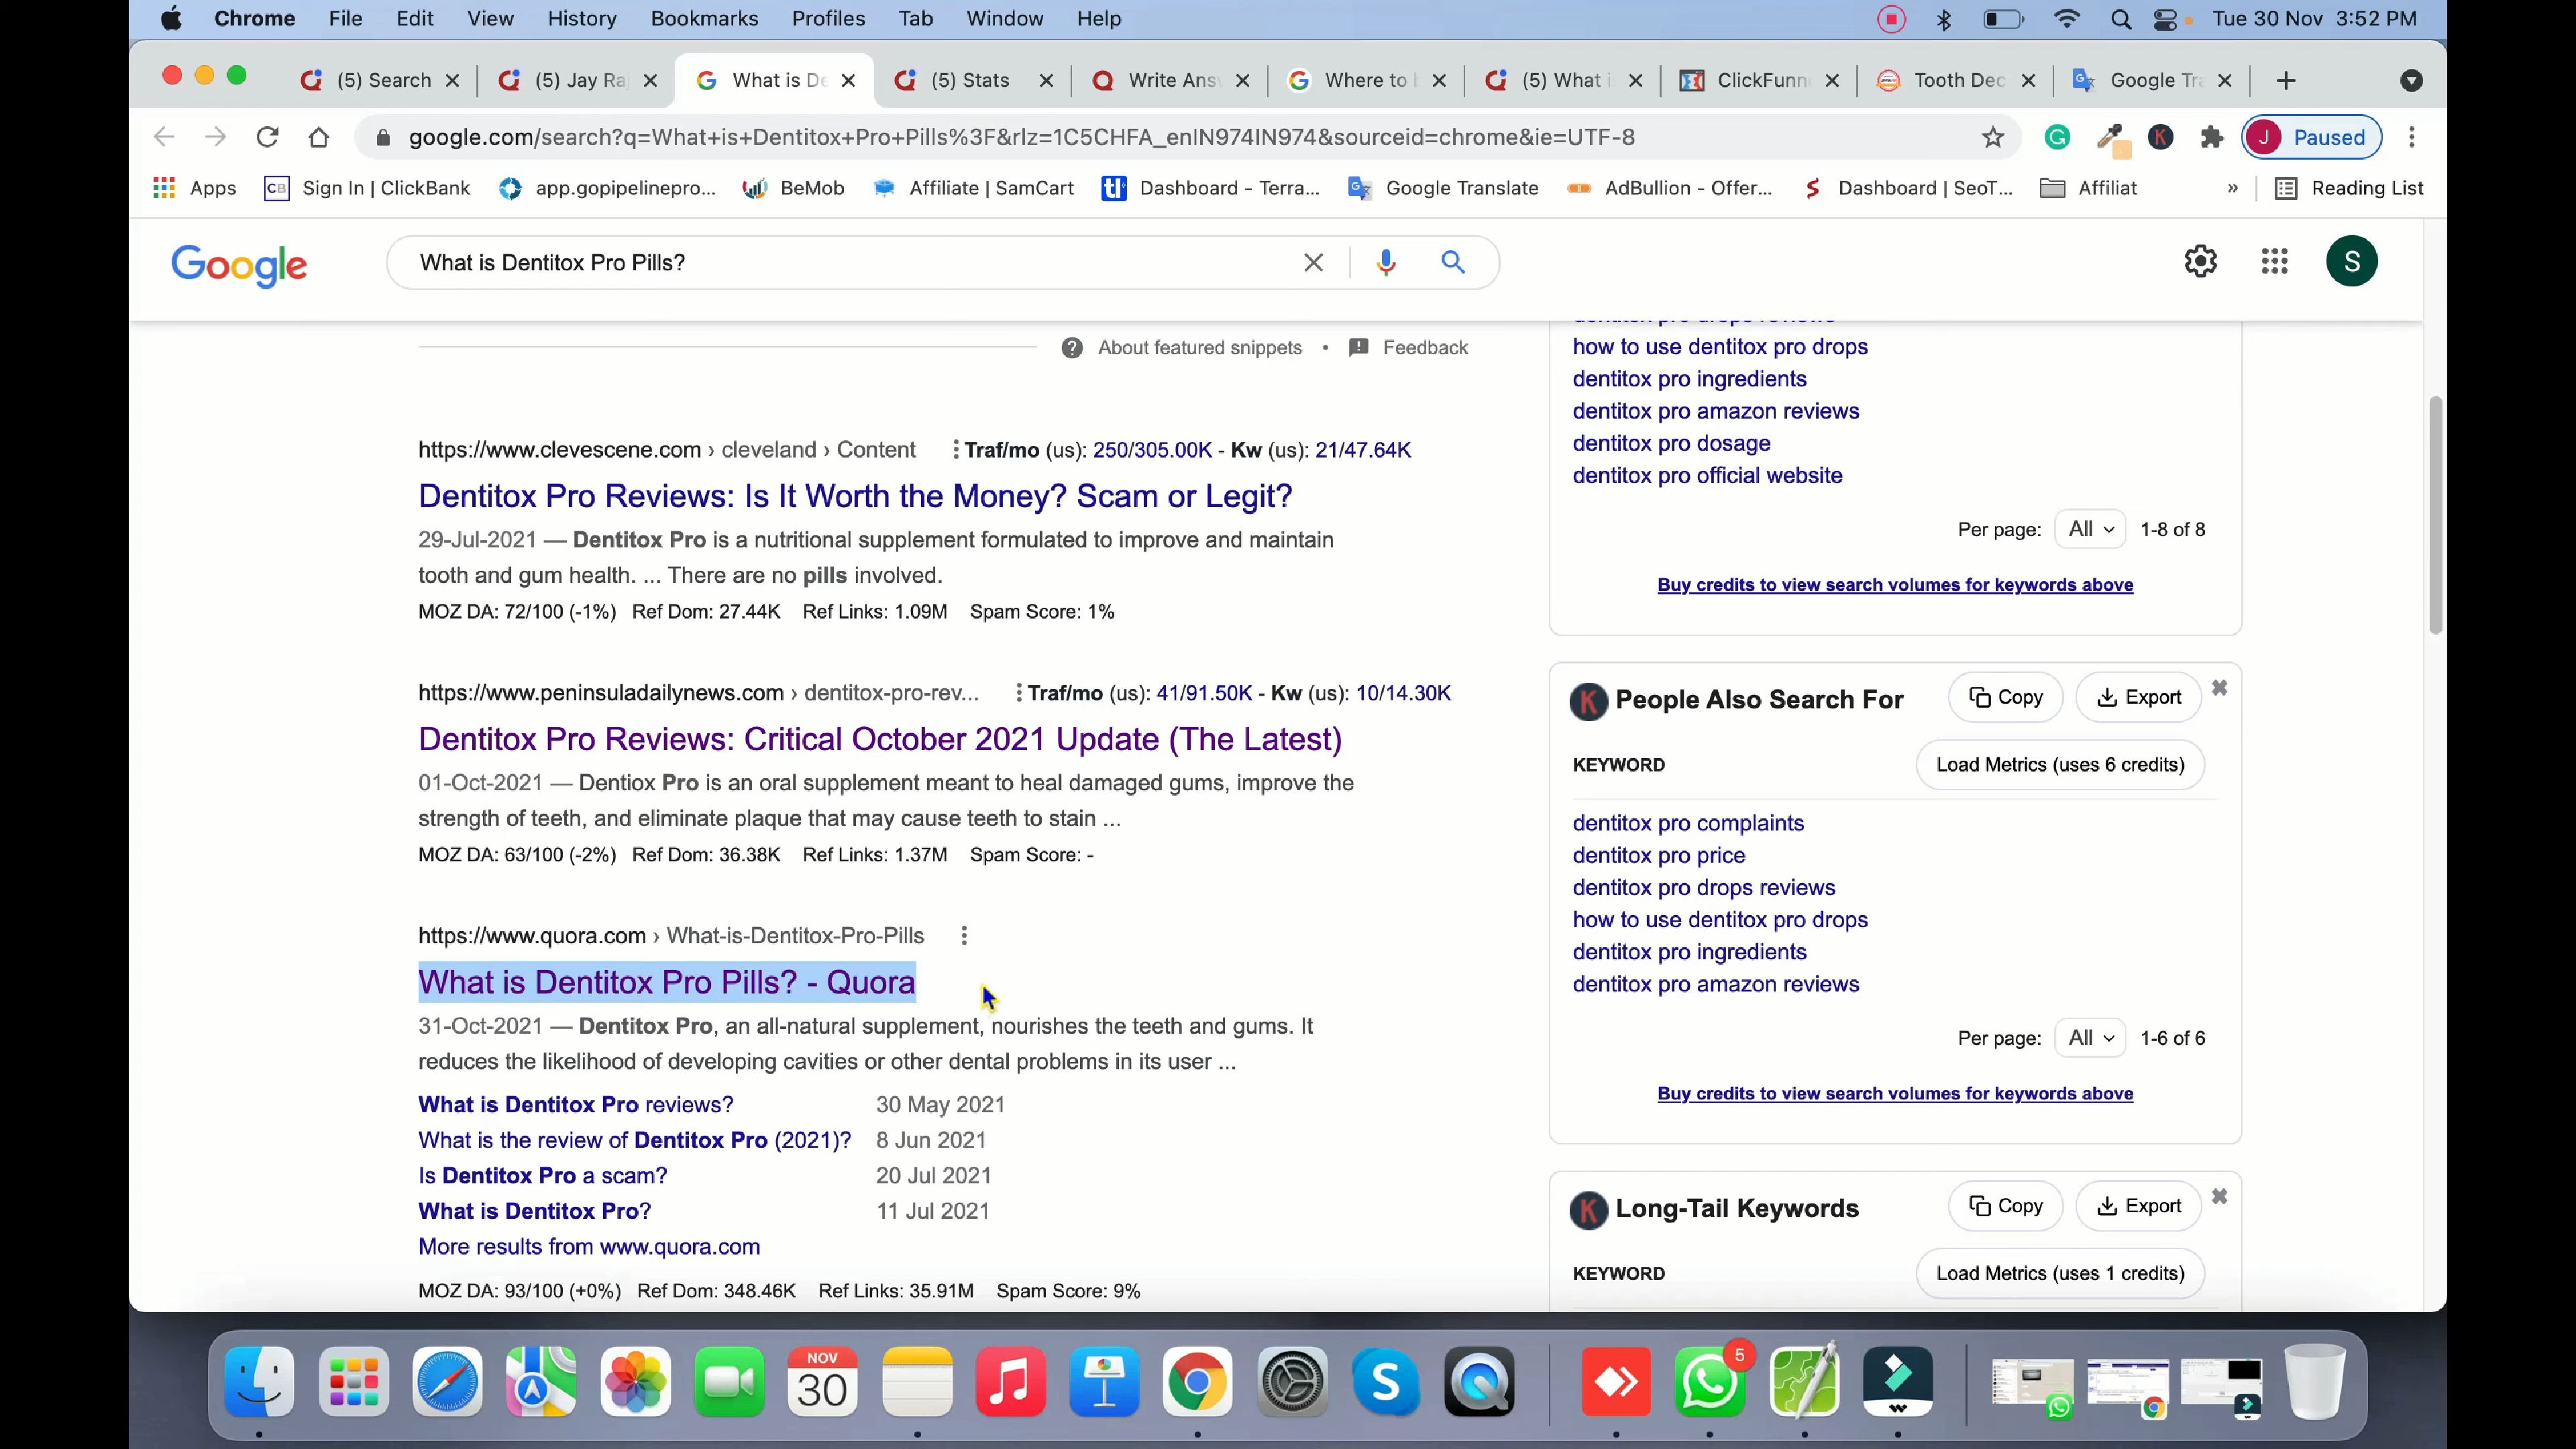 Chrome File Edit View History Bookmarks Profiles Tab Window Help Tue 30 Nov 3:52 PM
(5) Search (5) Jay Ra What is De (5) Stats Write Ans Where to b (5) What i ClickFunn Tooth Dec Google Tra
google.com/search?q=What+is+Dentitox+Pro+Pills%3F&rlz=1C5CHFA_enIN974IN974&sourceid=chrome&ie=UTF-8 K J Paused
Apps CB Sign In | ClickBank app.gopipelinepro... BeMob Affiliate | SamCart Dashboard - Terra... Google Translate AdBullion - Offer... Dashboard | SeoT... Affiliat » Reading List
Google What is Dentitox Pro Pills? S
About featured snippets • Feedback
https://www.clevescene.com › cleveland › Content Traf/mo (us): 250/305.00K - Kw (us): 21/47.64K
Dentitox Pro Reviews: Is It Worth the Money? Scam or Legit?
29-Jul-2021 — Dentitox Pro is a nutritional supplement formulated to improve and maintain
tooth and gum health. ... There are no pills involved.
MOZ DA: 72/100 (-1%) Ref Dom: 27.44K Ref Links: 1.09M Spam Score: 1%
https://www.peninsuladailynews.com › dentitox-pro-rev... Traf/mo (us): 41/91.50K - Kw (us): 10/14.30K
Dentitox Pro Reviews: Critical October 2021 Update (The Latest)
01-Oct-2021 — Dentiox Pro is an oral supplement meant to heal damaged gums, improve the
strength of teeth, and eliminate plaque that may cause teeth to stain ...
MOZ DA: 63/100 (-2%) Ref Dom: 36.38K Ref Links: 1.37M Spam Score: -
https://www.quora.com › What-is-Dentitox-Pro-Pills
What is Dentitox Pro Pills? - Quora
31-Oct-2021 — Dentitox Pro, an all-natural supplement, nourishes the teeth and gums. It
reduces the likelihood of developing cavities or other dental problems in its user ...
What is Dentitox Pro reviews? 30 May 2021
What is the review of Dentitox Pro (2021)? 8 Jun 2021
Is Dentitox Pro a scam? 20 Jul 2021
What is Dentitox Pro? 11 Jul 2021
More results from www.quora.com
MOZ DA: 93/100 (+0%) Ref Dom: 348.46K Ref Links: 35.91M Spam Score: 9%
how to use dentitox pro drops
dentitox pro ingredients
dentitox pro amazon reviews
dentitox pro dosage
dentitox pro official website
Per page: All 1-8 of 8
Buy credits to view search volumes for keywords above
K People Also Search For Copy Export
KEYWORD Load Metrics (uses 6 credits)
dentitox pro complaints
dentitox pro price
dentitox pro drops reviews
how to use dentitox pro drops
dentitox pro ingredients
dentitox pro amazon reviews
Per page: All 1-6 of 6
Buy credits to view search volumes for keywords above
K Long-Tail Keywords Copy Export
KEYWORD Load Metrics (uses 1 credits)
NOV
30
5